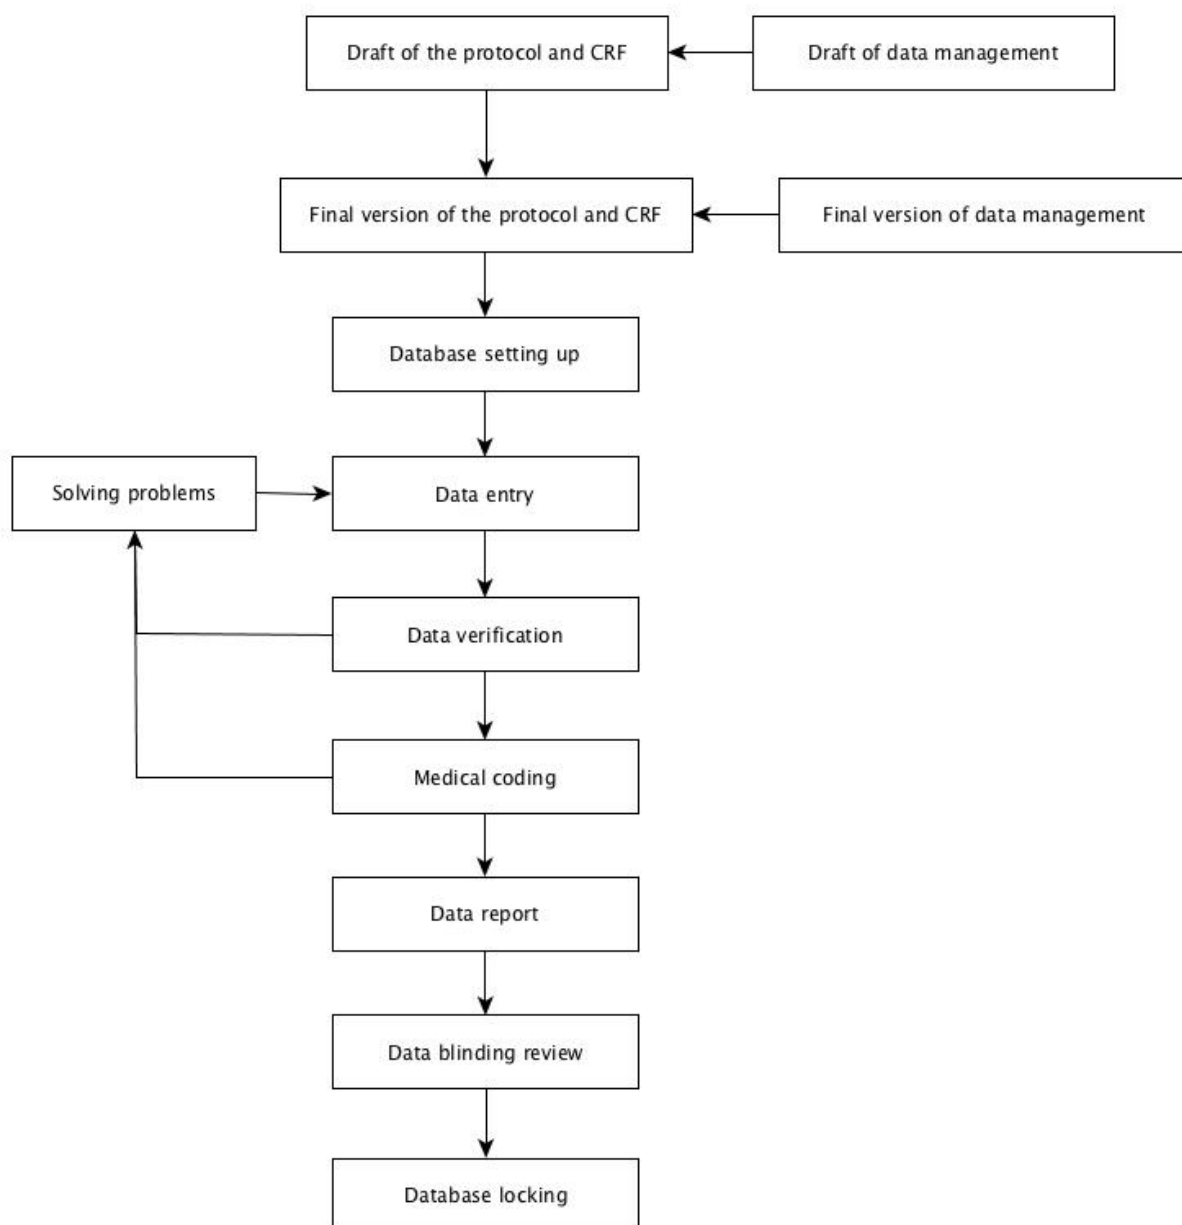 Draft of the protocol and CRF
Draft of data management
Final version of the protocol and CRF
Final version of data management
Database setting up
Solving problems
Data entry
Data verification
Medical coding
Data report
Data blinding review
Database locking